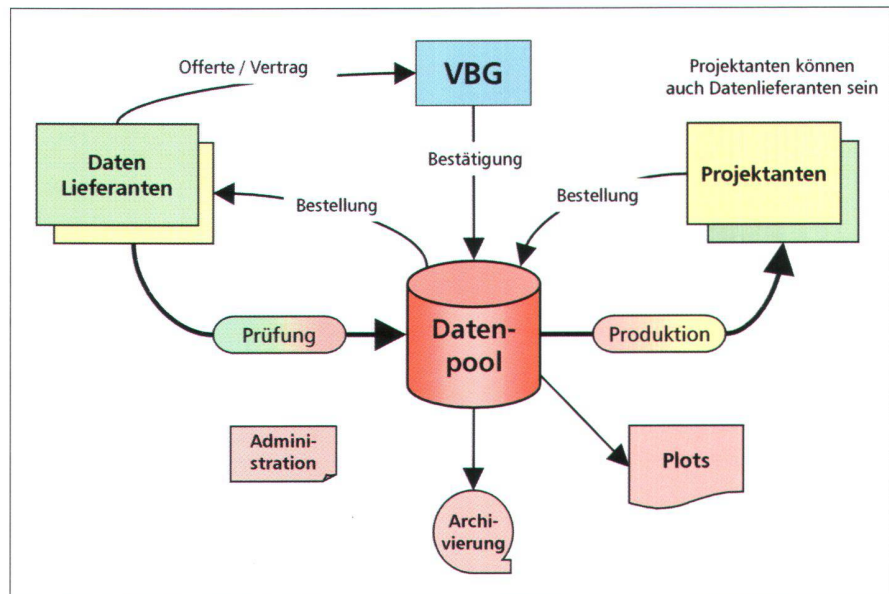 Offerte / Vertrag
VBG
Projektanten können
auch Datenlieferanten sein
Daten
Lieferanten
Bestätigung
Projektanten
Bestellung
Bestellung
Prüfung
Daten-
pool
Produktion
Admini-
stration
Plots
Archi-
vierung